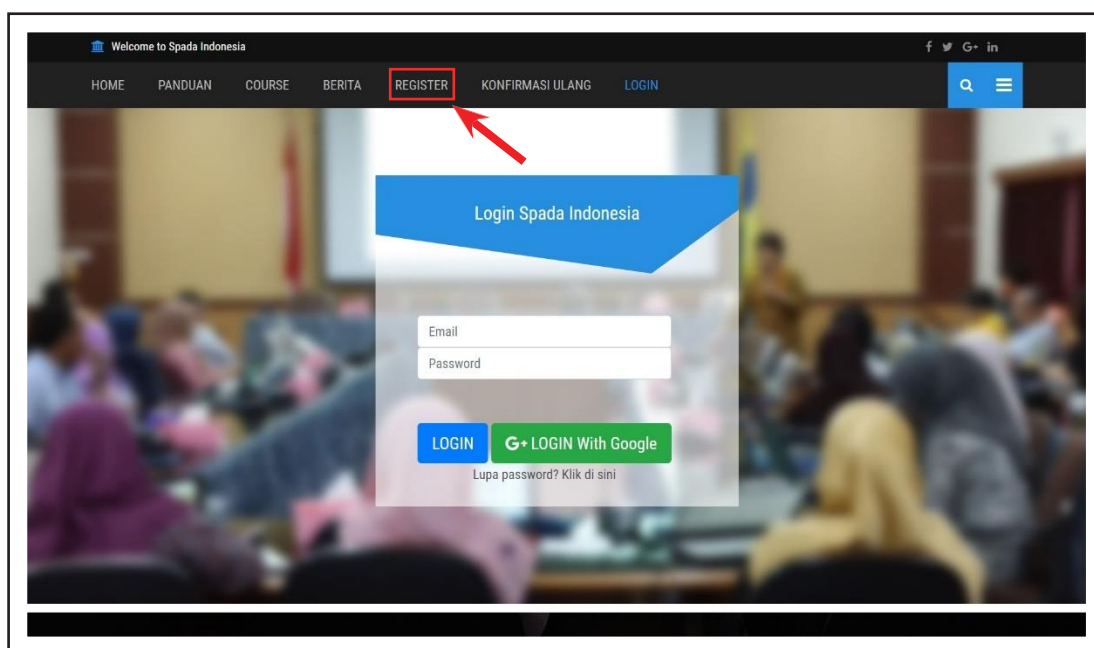 Welcome to Spada Indonesia
HOME PANDUAN COURSE BERITA REGISTER KONFIRMASI ULANG LOGIN
Login Spada Indonesia
Email
Password
LOGIN G+ LOGIN With Google
Lupa password? Klik di sini